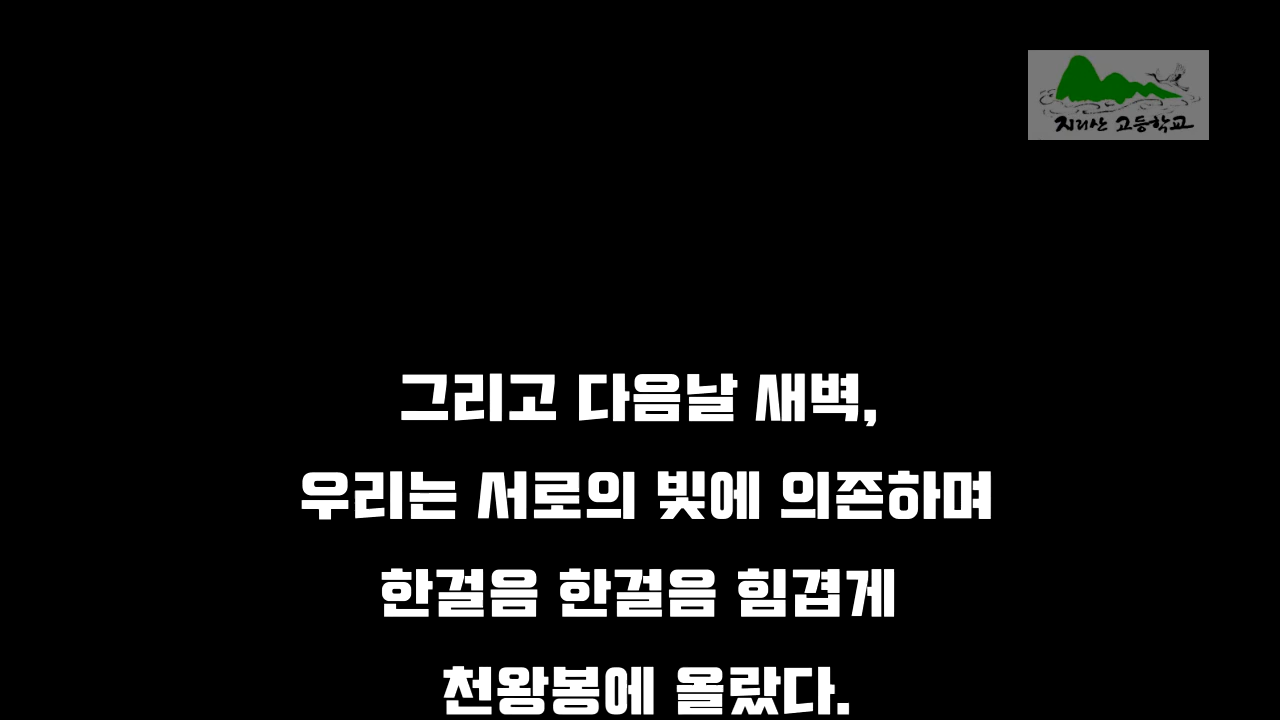 지리산 고등학교
그리고 다음날 새벽,
우리는 서로의 빛에 의존하며
한걸음 한걸음 힘겹게
천왕봉에 올랐다.